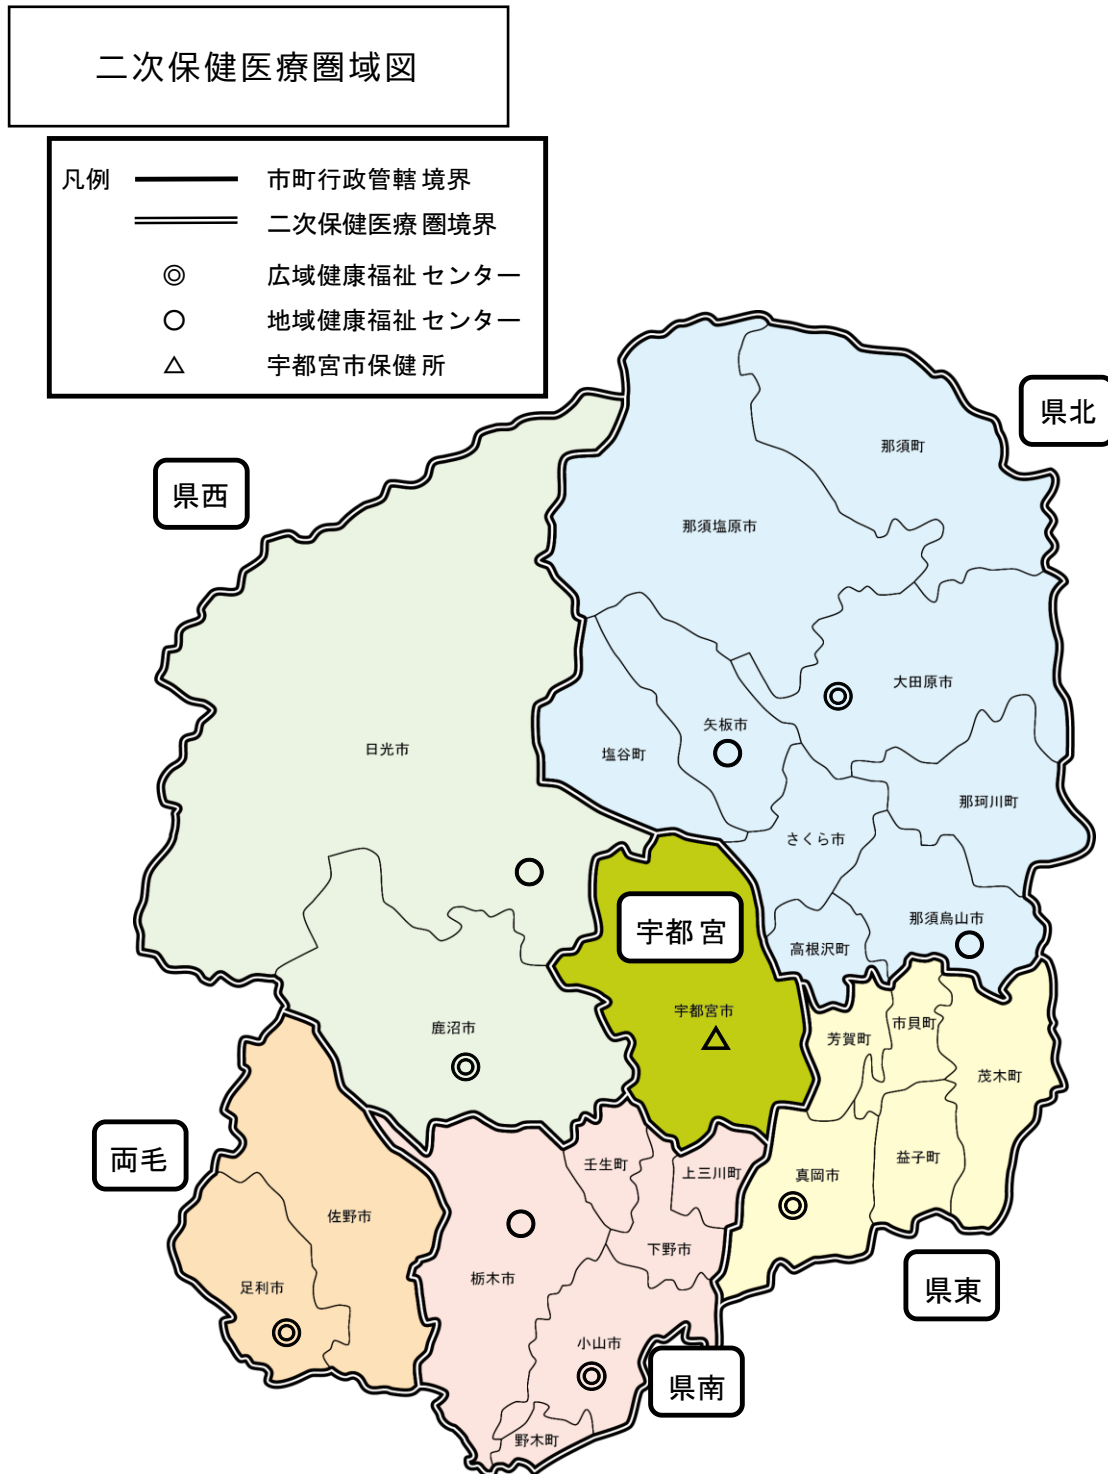 二次保健医療圏域図
凡例
市町行政管轄境界
二次保健医療圏境界
広域健康福祉センター
地域健康福祉センター
宇都宮市保健所
県北
県西
那須町
那須塩原市
大田原市
矢板市
日光市
塩谷町
那珂川町
さくら市
那須烏山市
宇都宮
高根沢町
宇都宮市
市貝町
鹿沼市
芳賀町
茂木町
両毛
益子町
壬生町
上三川町
真岡市
佐野市
下野市
栃木市
足利市
県東
小山市
県南
野木町